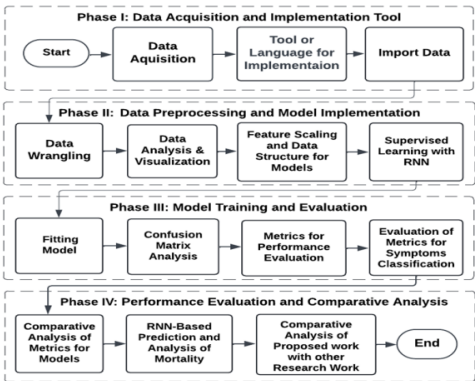 Phase I: Data Acquisition and Implementation Tool
Start
Data
Aquisition
Tool or
Language for
Implementaion
Import Data
Phase II:  Data Preprocessing and Model Implementation
Data
Wrangling
Data
Analysis &
Visualization
Feature Scaling
and Data
Structure for
Models
Supervised
Learning with
RNN
Phase III: Model Training and Evaluation
Fitting
Model
Confusion
Matrix
Analysis
Metrics for
Performance
Evaluation
Evaluation of
Metrics for
Symptoms
Classification
Phase IV: Performance Evaluation and Comparative Analysis
Comparative
Analysis of
Metrics for
Models
RNN-Based
Prediction and
Analysis of
Mortality
Comparative
Analysis of
Proposed work
with other
Research Work
End